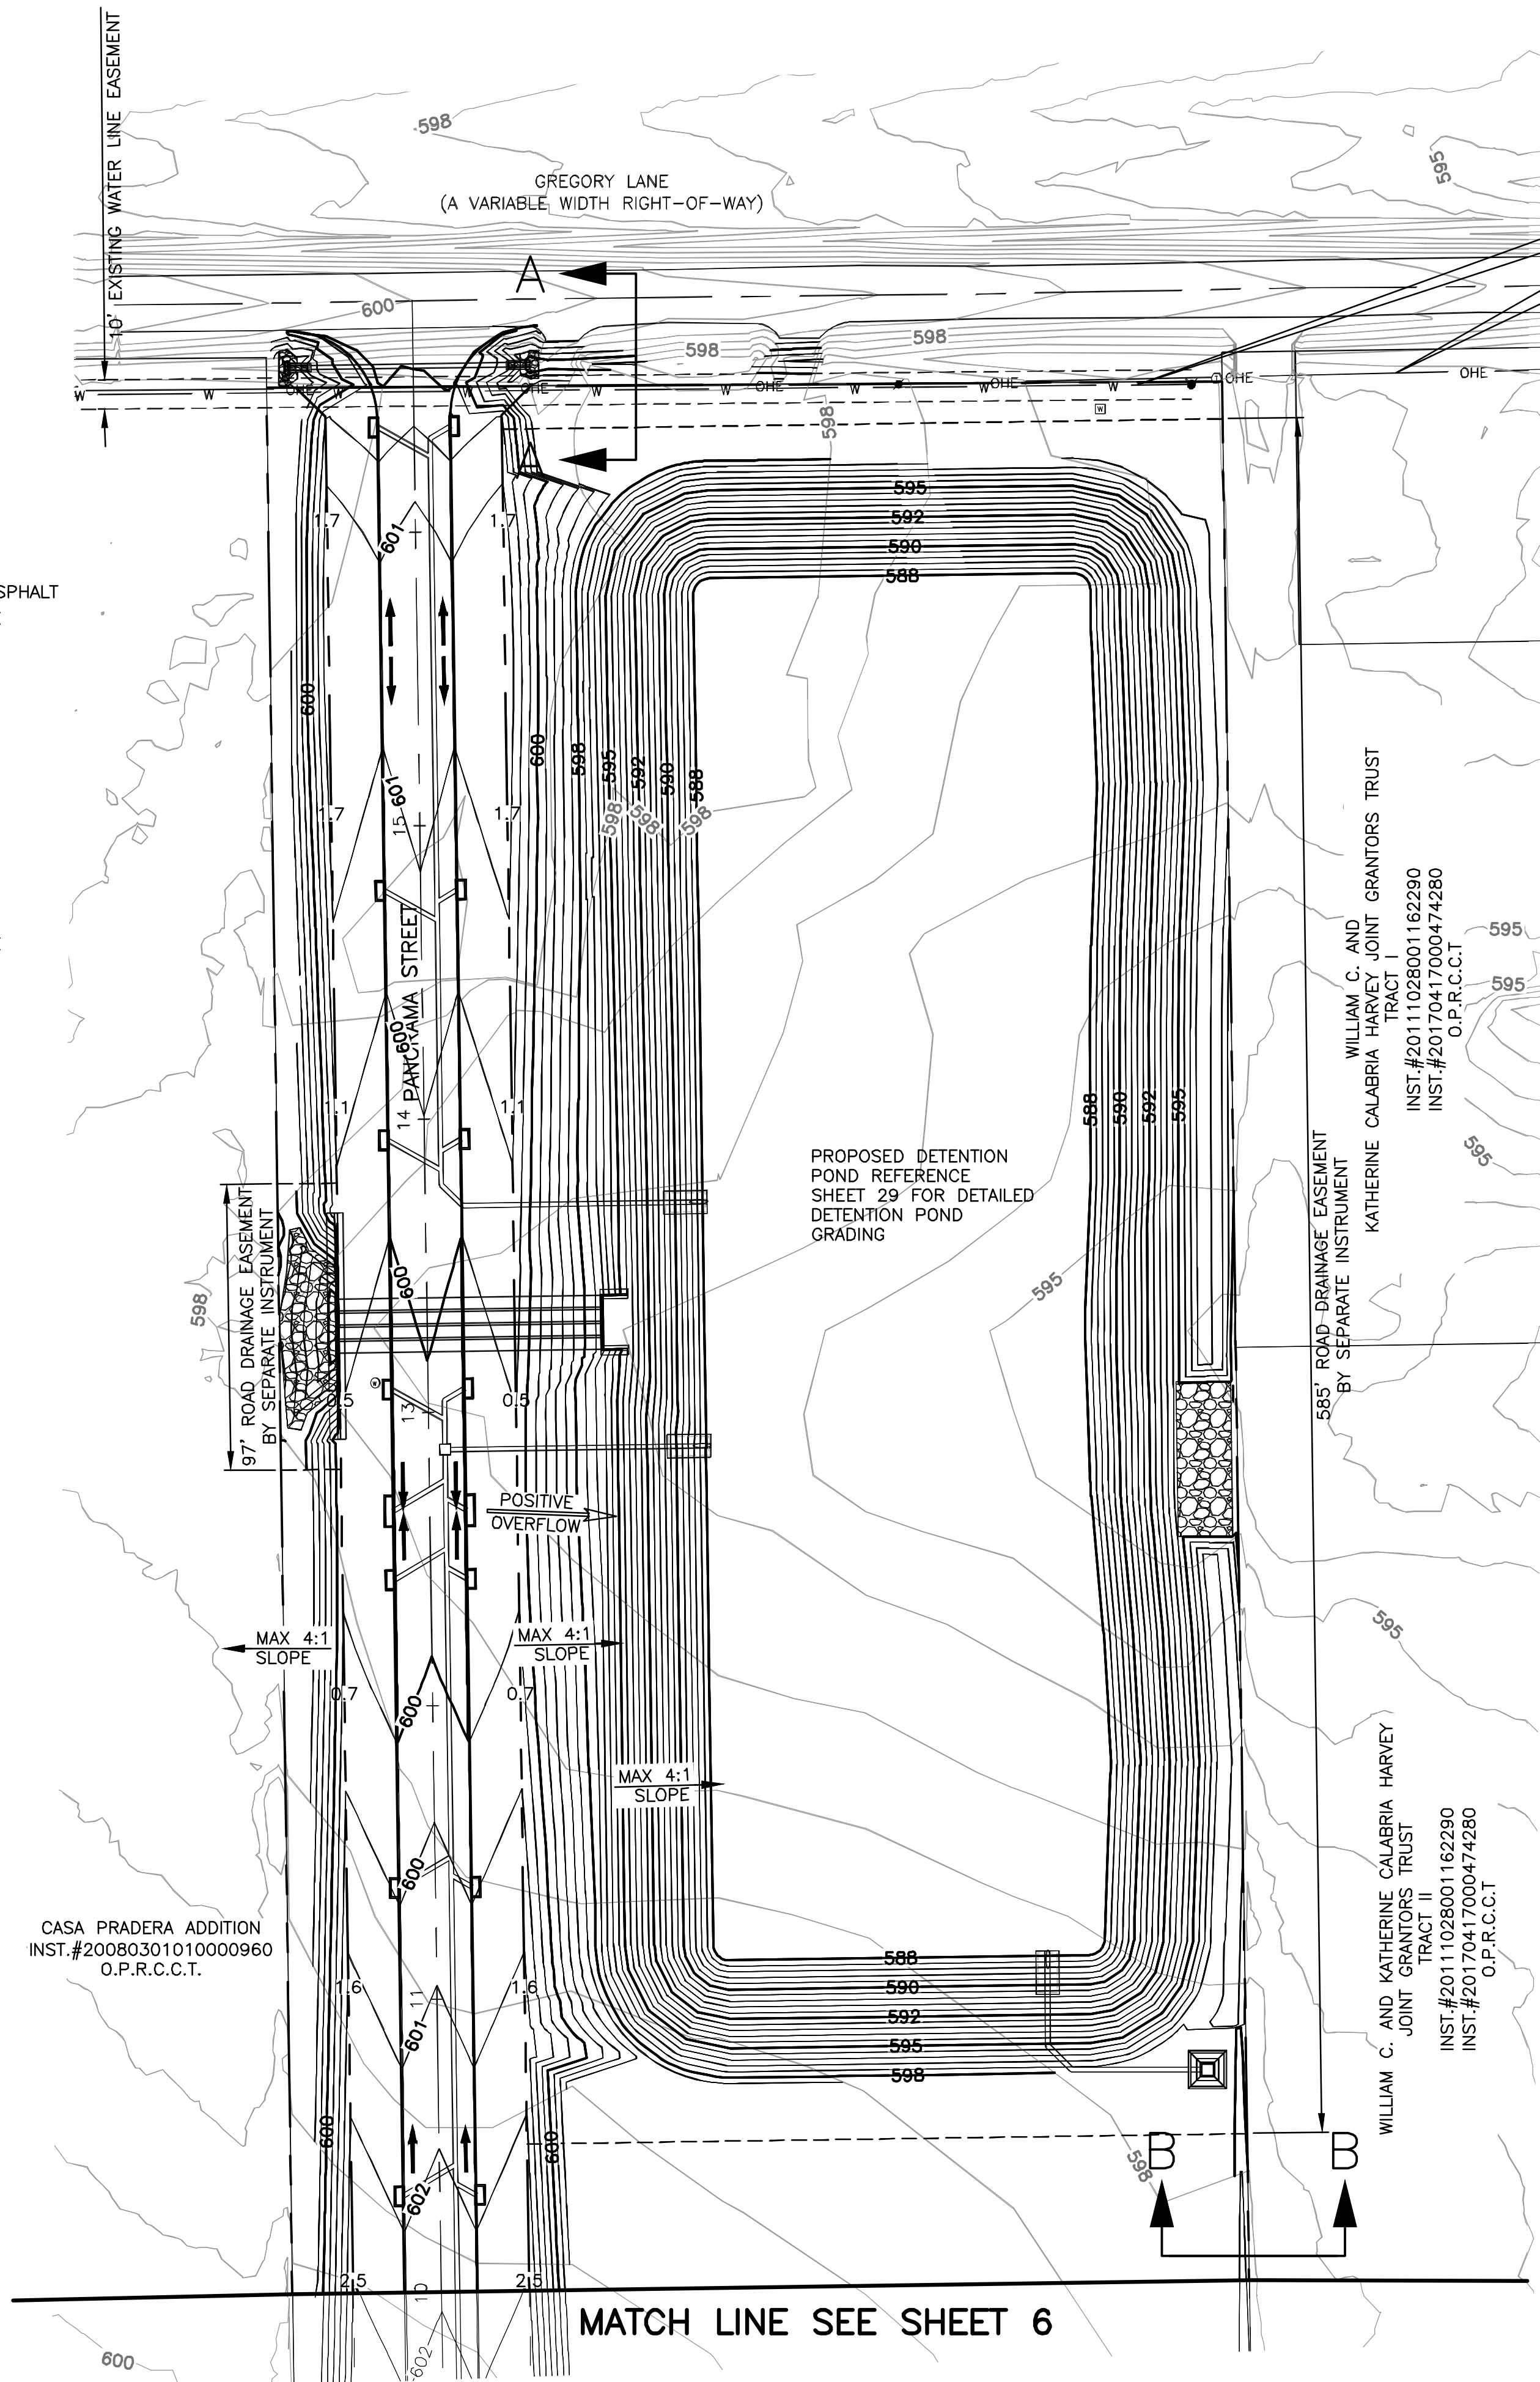 10' EXISTING WATER LINE EASEMENT
598
595
GREGORY LANE
(A VARIABLE WIDTH RIGHT-OF-WAY)
A
600
598
598
W
W
OHE
W
W
OHE
W
W
OHE
W
W
OHE
W
OHE
OHE
W
598
A
595
592
590
588
1.7
1.7
601
SPHALT
600
600
598
595
592
590
588
601
1.7
1.7
15
598
598
598
PANORAMA STREET
600
14
1.1
1.1
588
590
592
595
WILLIAM C. AND
KATHERINE CALABRIA HARVEY JOINT GRANTORS TRUST
TRACT I
INST.#20111028001162290
INST.#20170417000474280
O.P.R.C.C.T
595
595
595
PROPOSED DETENTION
POND REFERENCE
SHEET 29 FOR DETAILED
DETENTION POND
GRADING
97' ROAD DRAINAGE EASEMENT
BY SEPARATE INSTRUMENT
598
600
595
585' ROAD DRAINAGE EASEMENT
BY SEPARATE INSTRUMENT
W
0.5
0.5
13
POSITIVE
OVERFLOW
MAX 4:1
SLOPE
MAX 4:1
SLOPE
595
0.7
0.7
600
MAX 4:1
SLOPE
600
WILLIAM C. AND KATHERINE CALABRIA HARVEY
JOINT GRANTORS TRUST
TRACT II
INST.#20111028001162290
INST.#20170417000474280
O.P.R.C.C.T
CASA PRADERA ADDITION
INST.#20080301010000960
O.P.R.C.C.T.
588
590
592
595
598
1.6
1.6
11
601
600
600
602
598
B
B
2.5
2.5
10
MATCH LINE SEE SHEET 6
602
600